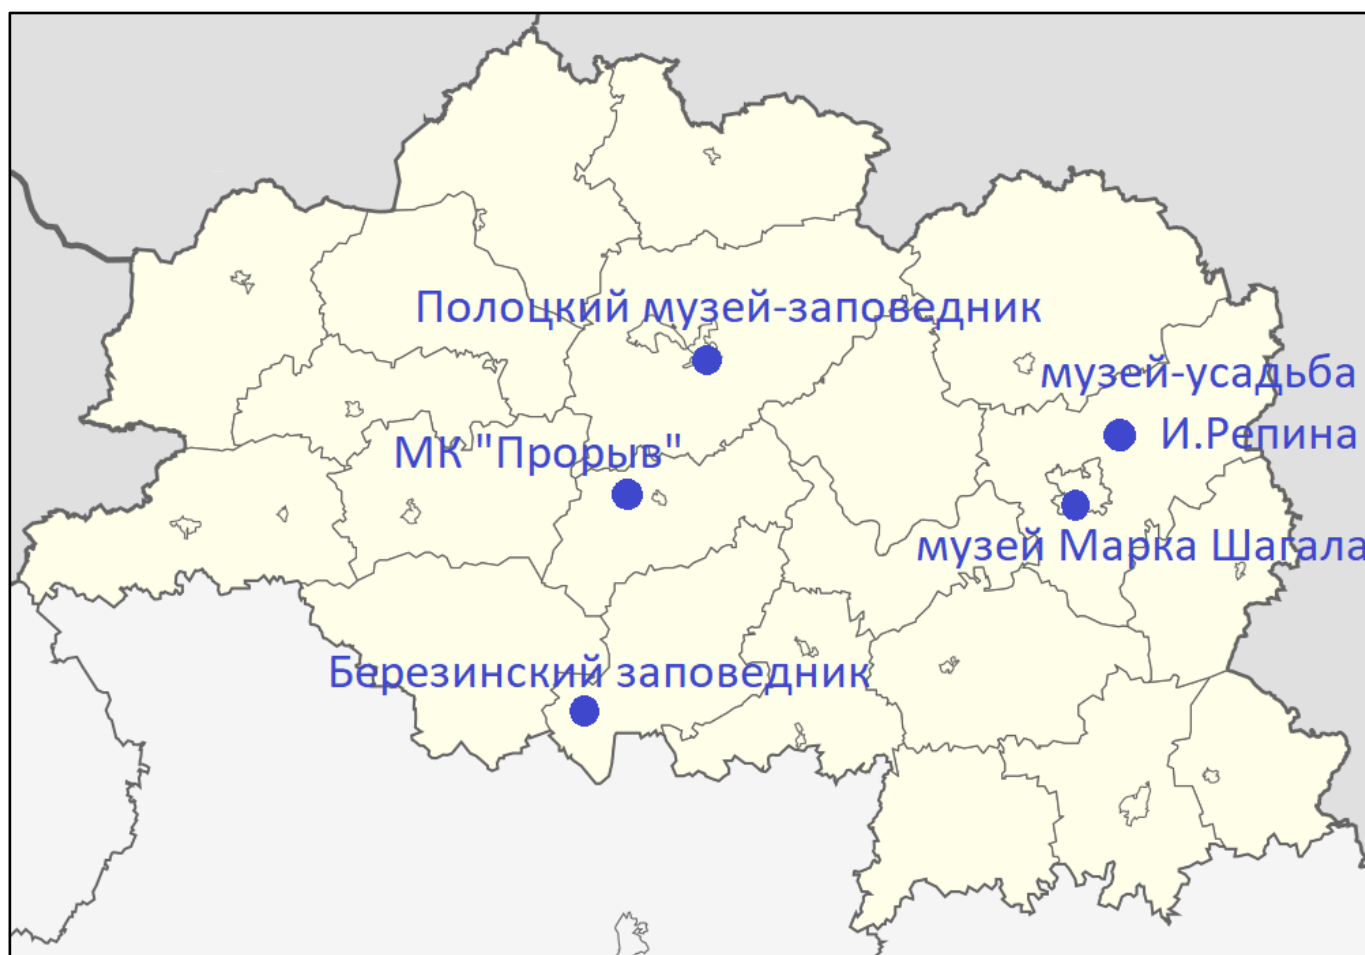 Полоцкий музей-заповедник
музей-усадьба
И.Репина
МК "Прорыв"
музей Марка Шагала
Березинский заповедник